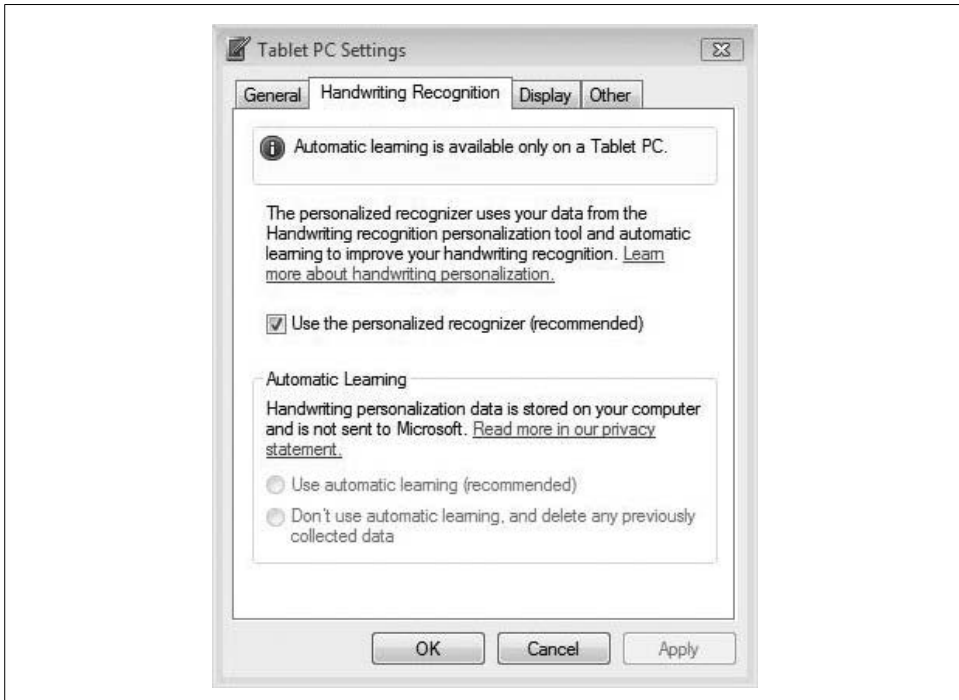 Tablet PC Settings
General Handwriting Recognition Display Other
Automatic learning is available only on a Tablet PC.
The personalized recognizer uses your data from the
Handwriting recognition personalization tool and automatic
learning to improve your handwriting recognition. Learn
more about handwriting personalization.
Use the personalized recognizer (recommended)
Automatic Learning
Handwriting personalization data is stored on your computer
and is not sent to Microsoft. Read more in our privacy
statement.
Use automatic learning (recommended)
Don't use automatic learning, and delete any previously
collected data
OK Cancel Apply